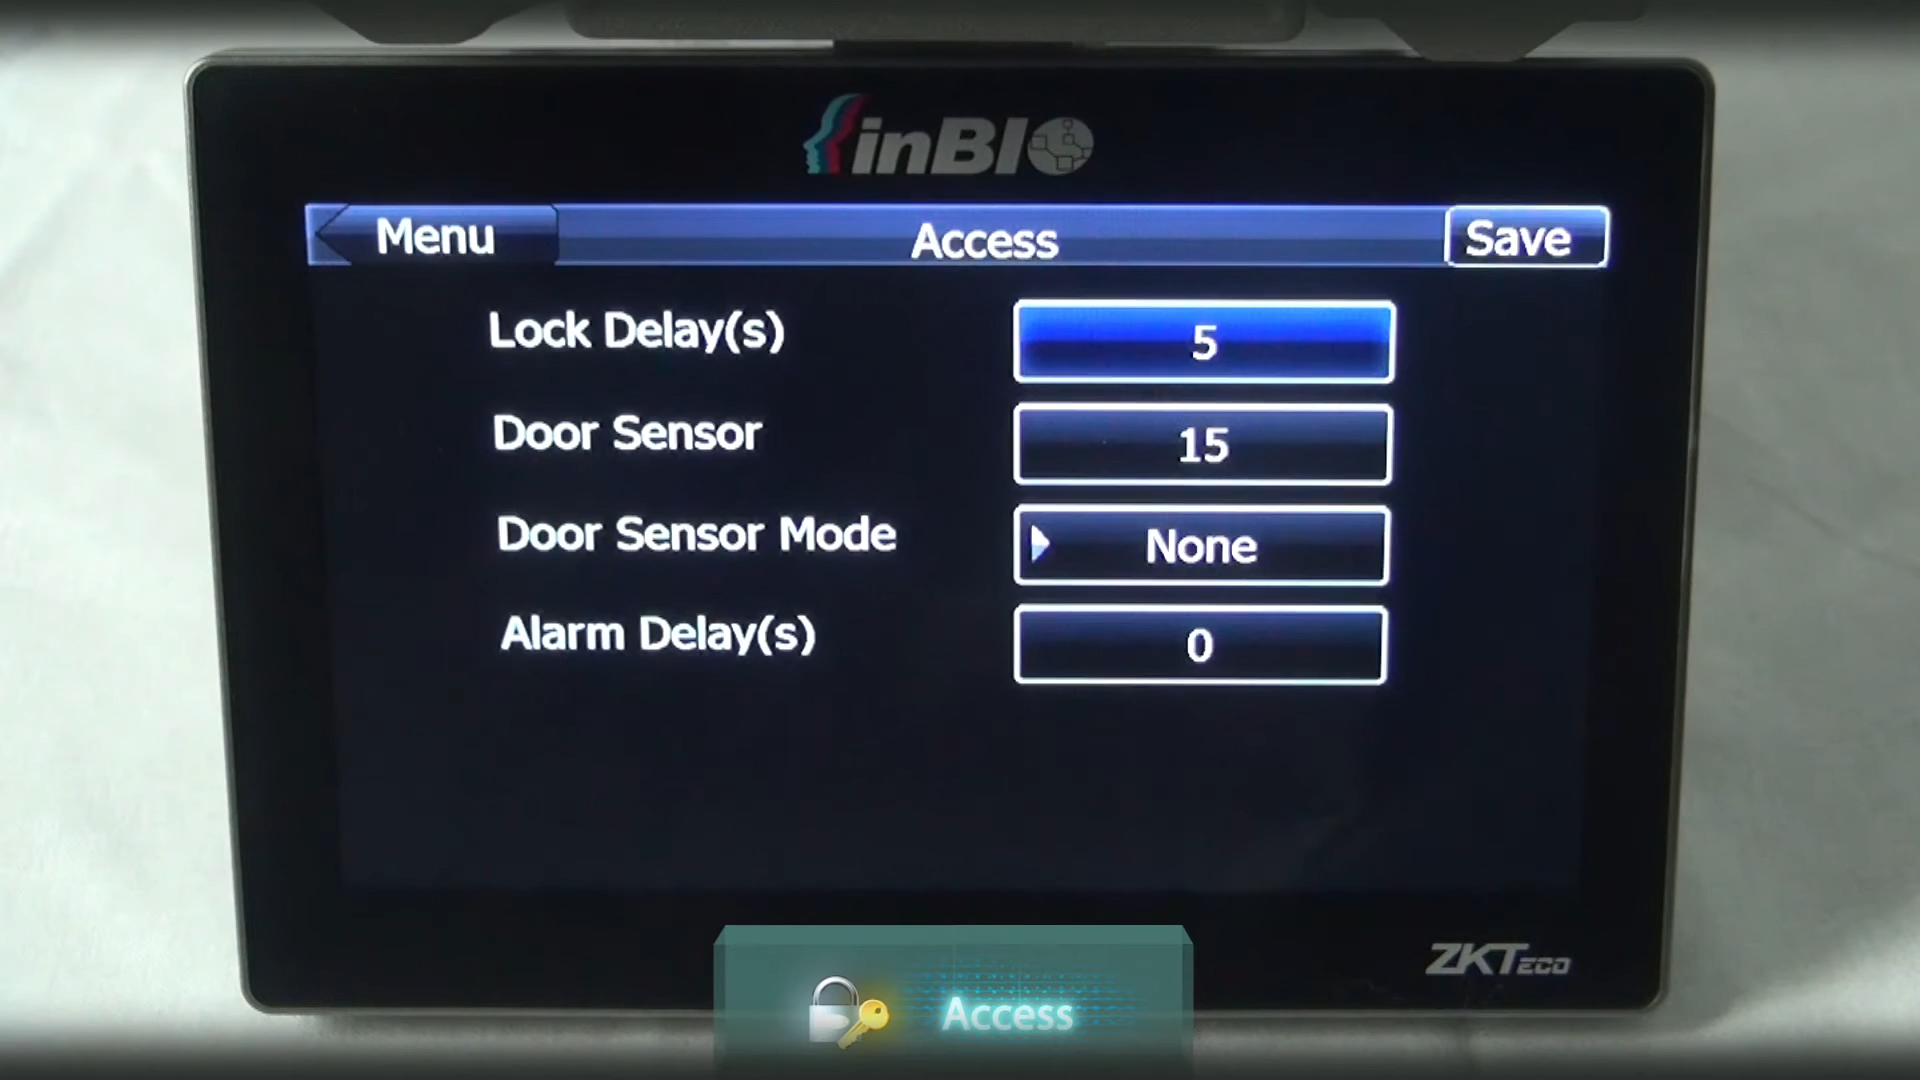 inBIO
Menu
Access
Save
Lock Delay(s)
5
Door Sensor
15
Door Sensor Mode
None
Alarm Delay(s)
0
ZKTeco
Access